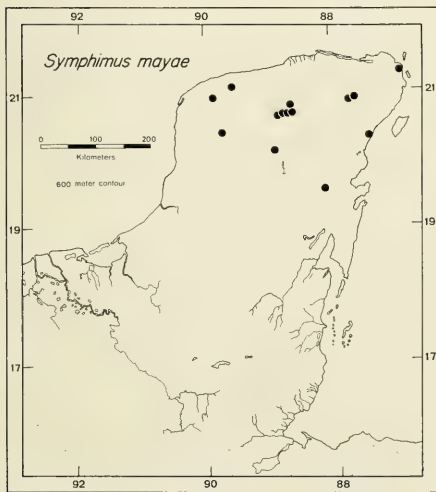 92 90 88
Symphimus mayae
21 21
0 100 200
Kilometers
600 meter contour
19 19
17 17
92 90 88